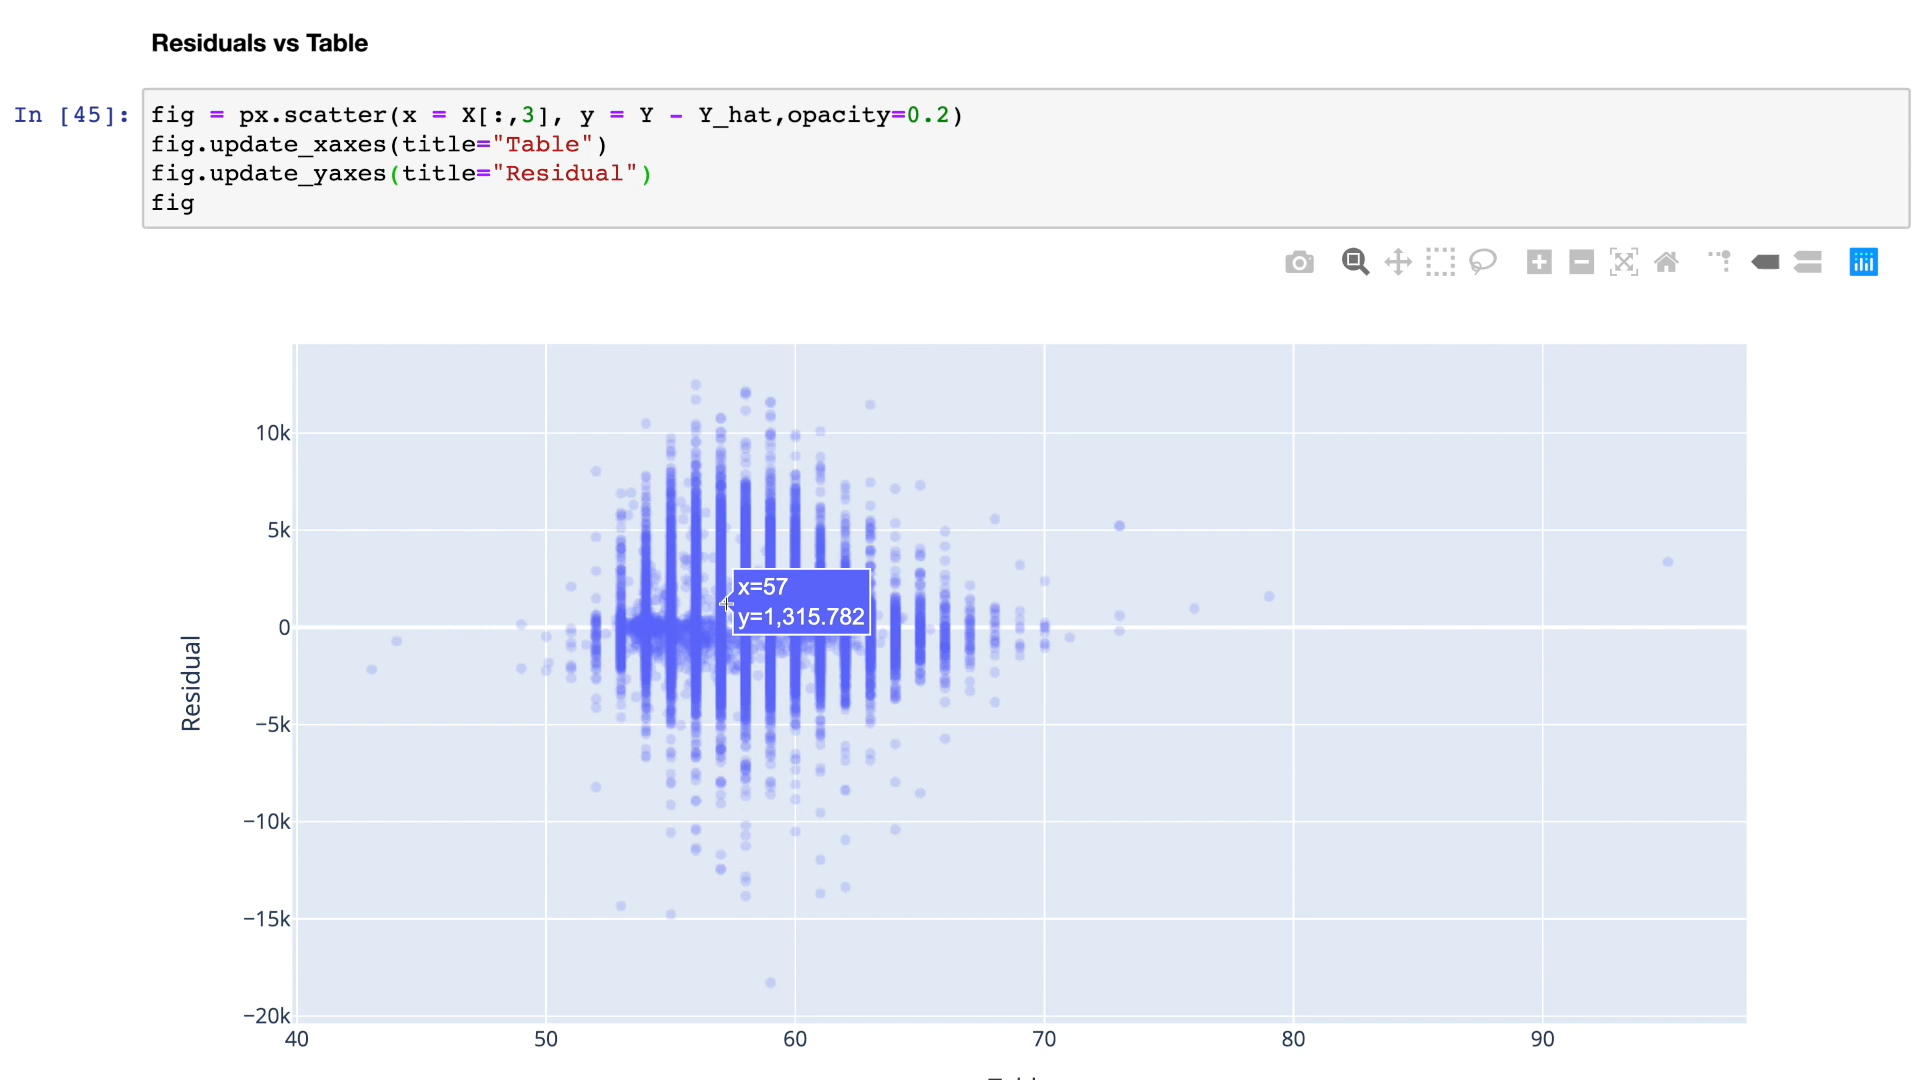 Residuals vs Table
In [45]:
fig = px.scatter(x = X[:,3], y = Y - Y_hat,opacity=0.2)
fig.update_xaxes(title="Table")
fig.update_yaxes(title="Residual")
fig
10k
5k
x=57
y=1,315.782
0
Residual
−5k
−10k
−15k
−20k
40
50
60
70
80
90